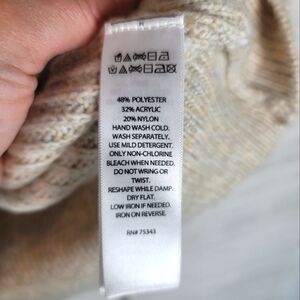 48% POLYESTER
32% ACRYLIC
20% NYLON
HAND WASH COLD.
WASH SEPARATELY.
USE MILD DETERGENT.
ONLY NON-CHLORINE
BLEACH WHEN NEEDED.
DO NOT WRING OR
TWIST.
RESHAPE WHILE DAMP.
DRY FLAT.
LOW IRON IF NEEDED.
IRON ON REVERSE.
RN# 75343